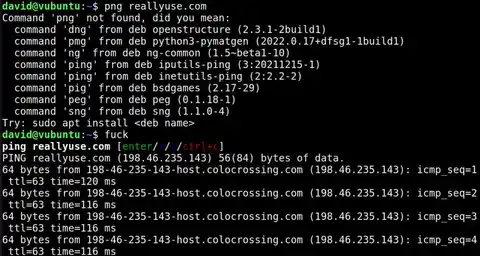 david@vubuntu:~$ png reallyuse.com
Command 'png' not found, did you mean:
  command 'dng' from deb openstructure (2.3.1-2build1)
  command 'pmg' from deb python3-pymatgen (2022.0.17+dfsg1-1build1)
  command 'ng' from deb ng-common (1.5~beta1-10)
  command 'ping' from deb iputils-ping (3:20211215-1)
  command 'ping' from deb inetutils-ping (2:2.2-2)
  command 'pig' from deb bsdgames (2.17-29)
  command 'peg' from deb peg (0.1.18-1)
  command 'sng' from deb sng (1.1.0-4)
Try: sudo apt install <deb name>
david@vubuntu:~$ fuck
ping reallyuse.com [enter/↑/↓/ctrl+c]
PING reallyuse.com (198.46.235.143) 56(84) bytes of data.
64 bytes from 198-46-235-143-host.colocrossing.com (198.46.235.143): icmp_seq=1
 ttl=63 time=120 ms
64 bytes from 198-46-235-143-host.colocrossing.com (198.46.235.143): icmp_seq=2
 ttl=63 time=116 ms
64 bytes from 198-46-235-143-host.colocrossing.com (198.46.235.143): icmp_seq=3
 ttl=63 time=116 ms
64 bytes from 198-46-235-143-host.colocrossing.com (198.46.235.143): icmp_seq=4
 ttl=63 time=116 ms